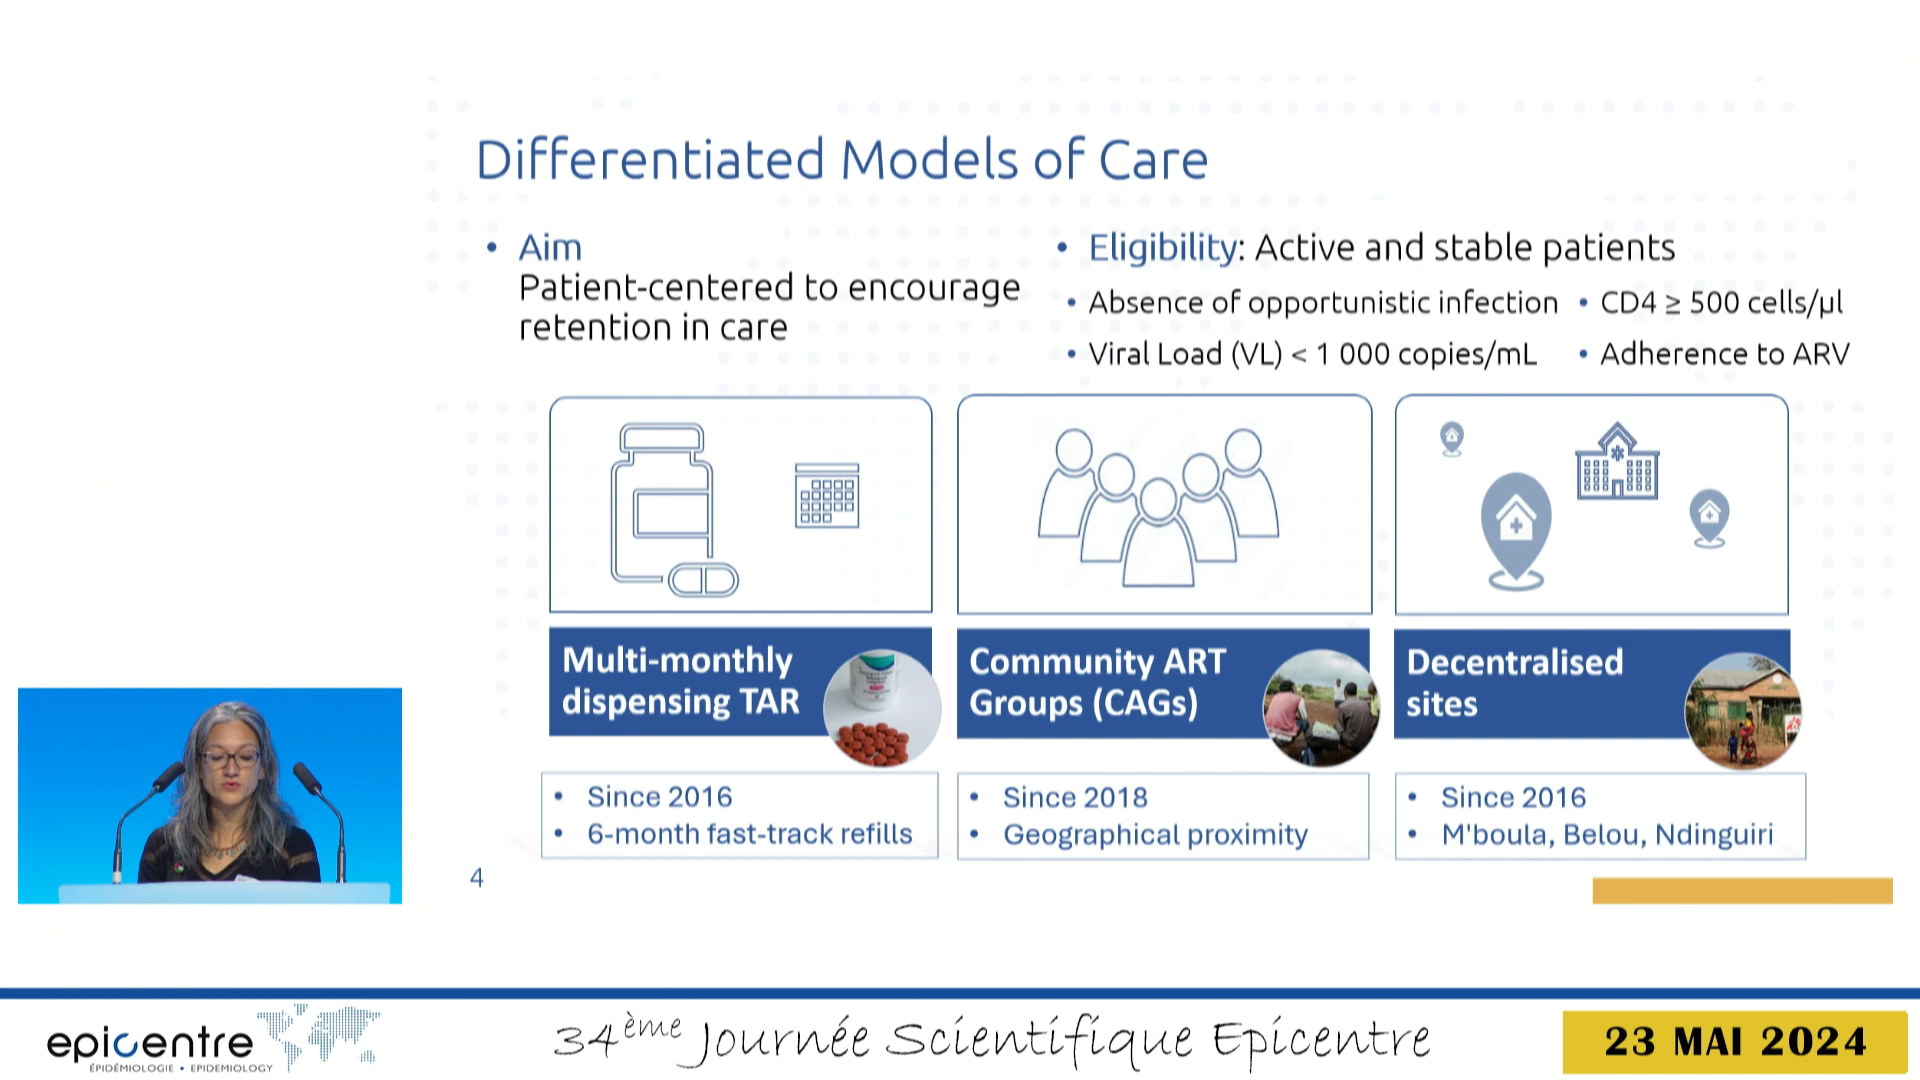 Differentiated Models of Care
• Aim
Patient-centered to encourage
retention in care
• Eligibility: Active and stable patients
• Absence of opportunistic infection • CD4 ≥ 500 cells/µl
• Viral Load (VL) < 1 000 copies/mL • Adherence to ARV
Multi-monthly
dispensing TAR
Community ART
Groups (CAGs)
Decentralised
sites
• Since 2016
• 6-month fast-track refills
• Since 2018
• Geographical proximity
• Since 2016
• M'boula, Belou, Ndinguiri
4
epicentre
ÉPIDÉMIOLOGIE • EPIDEMIOLOGY
34ème Journée Scientifique Epicentre
23 MAI 2024